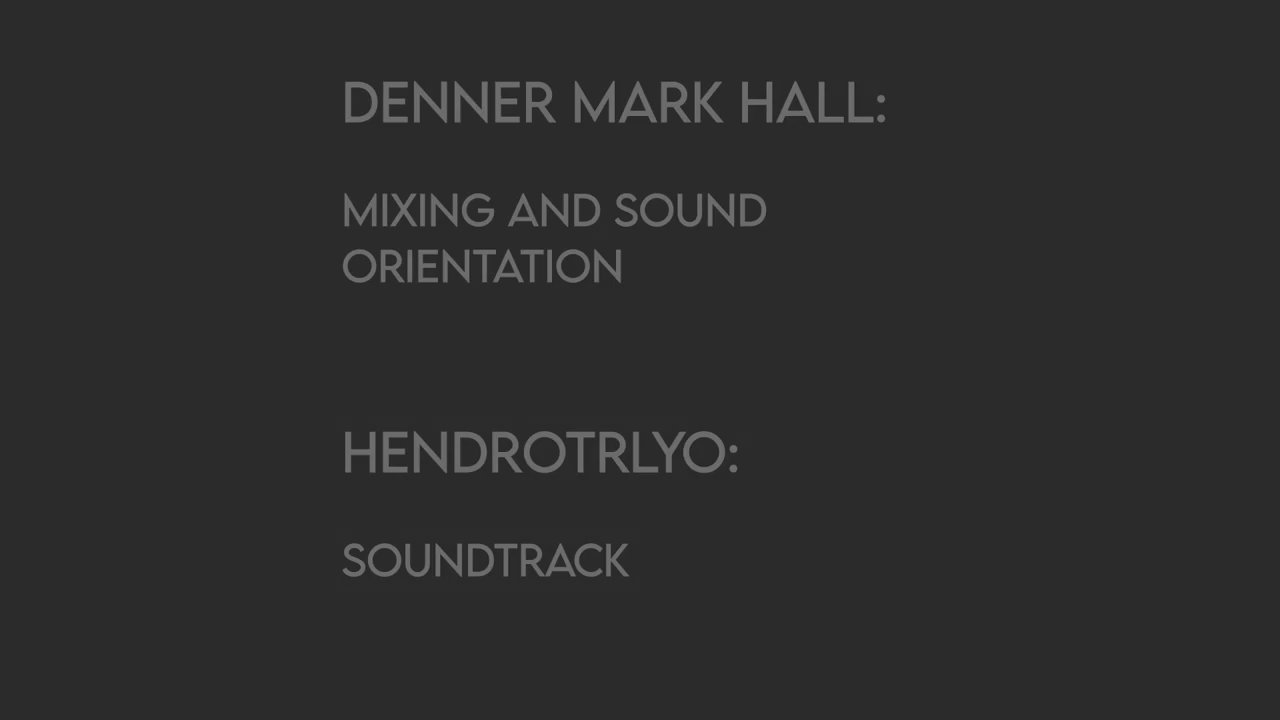 DENNER MARK HALL:
MIXING AND SOUND
ORIENTATION
HENDROTRLYO:
SOUNDTRACK